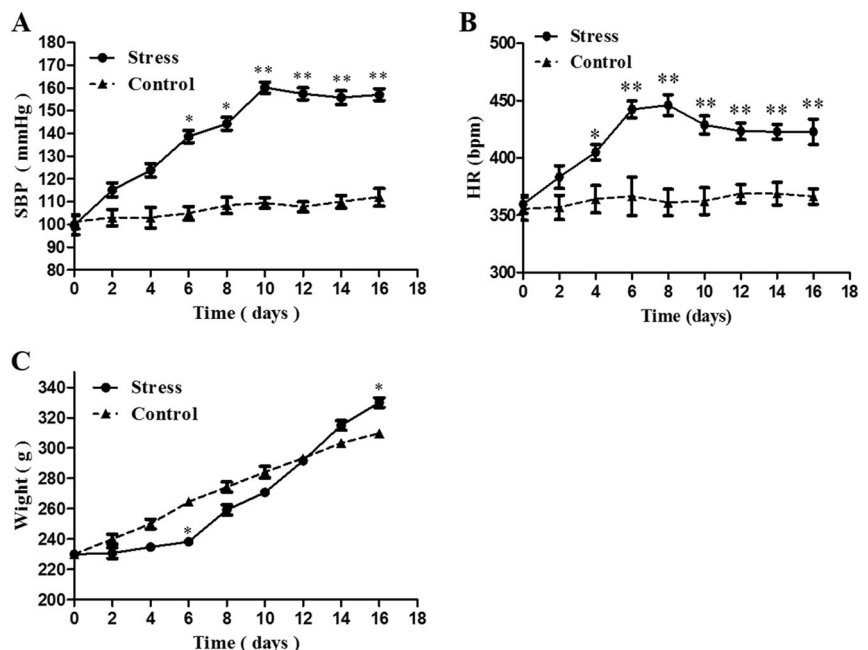 A
Stress
Control
SBP ( mmHg )
180
170
160
150
140
130
120
110
100
90
80
* * ** ** ** **
0 2 4 6 8 10 12 14 16 18
Time ( days )
B
Stress
Control
HR (bpm)
500
450
400
350
300
* ** ** ** ** ** **
0 2 4 6 8 10 12 14 16 18
Time (days)
C
Stress
Control
Wight ( g )
340
320
300
280
260
240
220
200
* *
0 2 4 6 8 10 12 14 16 18
Time ( days )